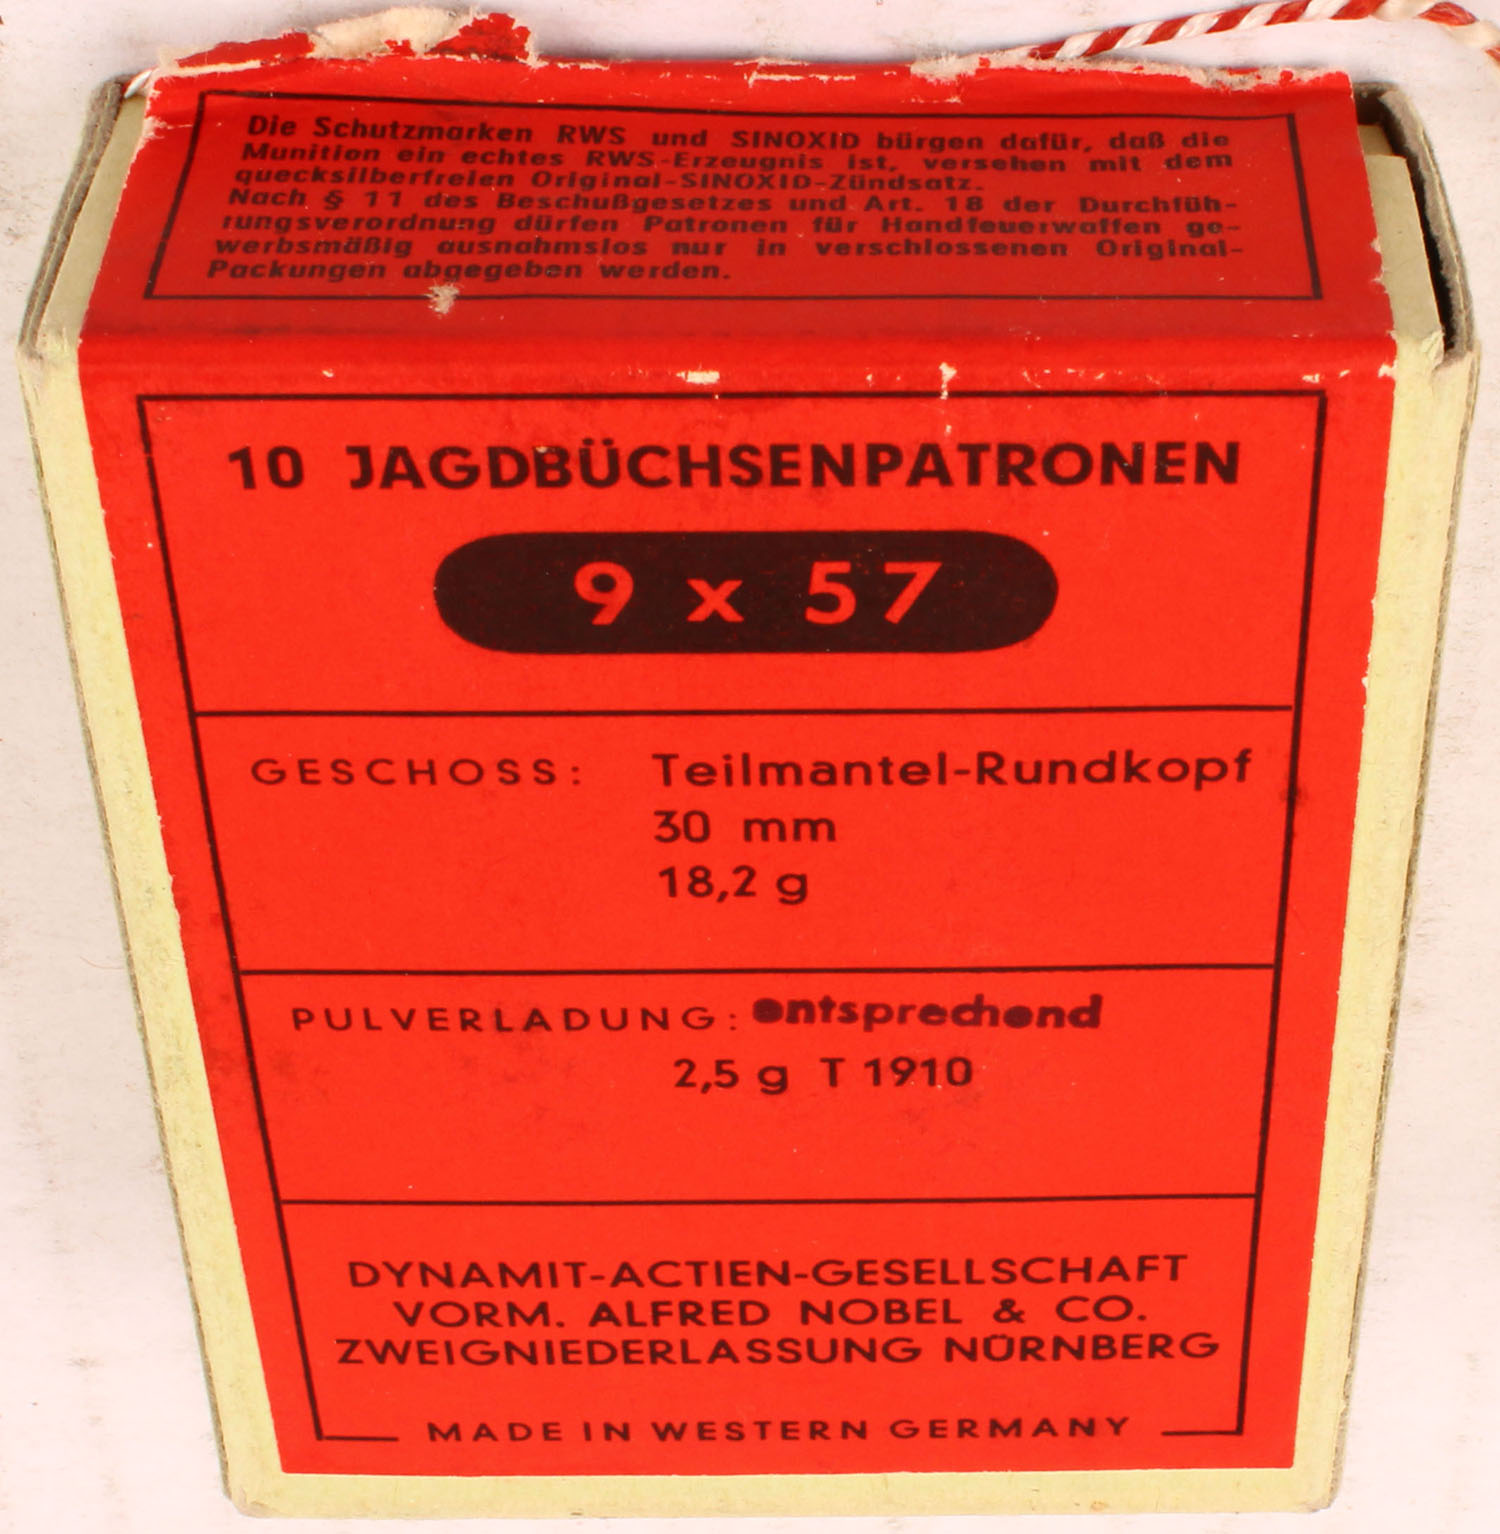 Die Schutzmarken RWS und SINOXID bürgen dafür, daß die
Munition ein echtes RWS-Erzeugnis ist, versehen mit dem
quecksilberfreien Original-SINOXID-Zündsatz.
Nach § 11 des Beschußgesetzes und Art. 18 der Durchfüh-
rungsverordnung dürfen Patronen für Handfeuerwaffen ge-
werbsmäßig ausnahmslos nur in verschlossenen Original-
Packungen abgegeben werden.
10 JAGDBÜCHSENPATRONEN
9 x 57
GESCHOSS: Teilmantel-Rundkopf
30 mm
18,2 g
PULVERLADUNG: entsprechend
2,5 g T 1910
DYNAMIT-ACTIEN-GESELLSCHAFT
VORM. ALFRED NOBEL & CO.
ZWEIGNIEDERLASSUNG NÜRNBERG
MADE IN WESTERN GERMANY